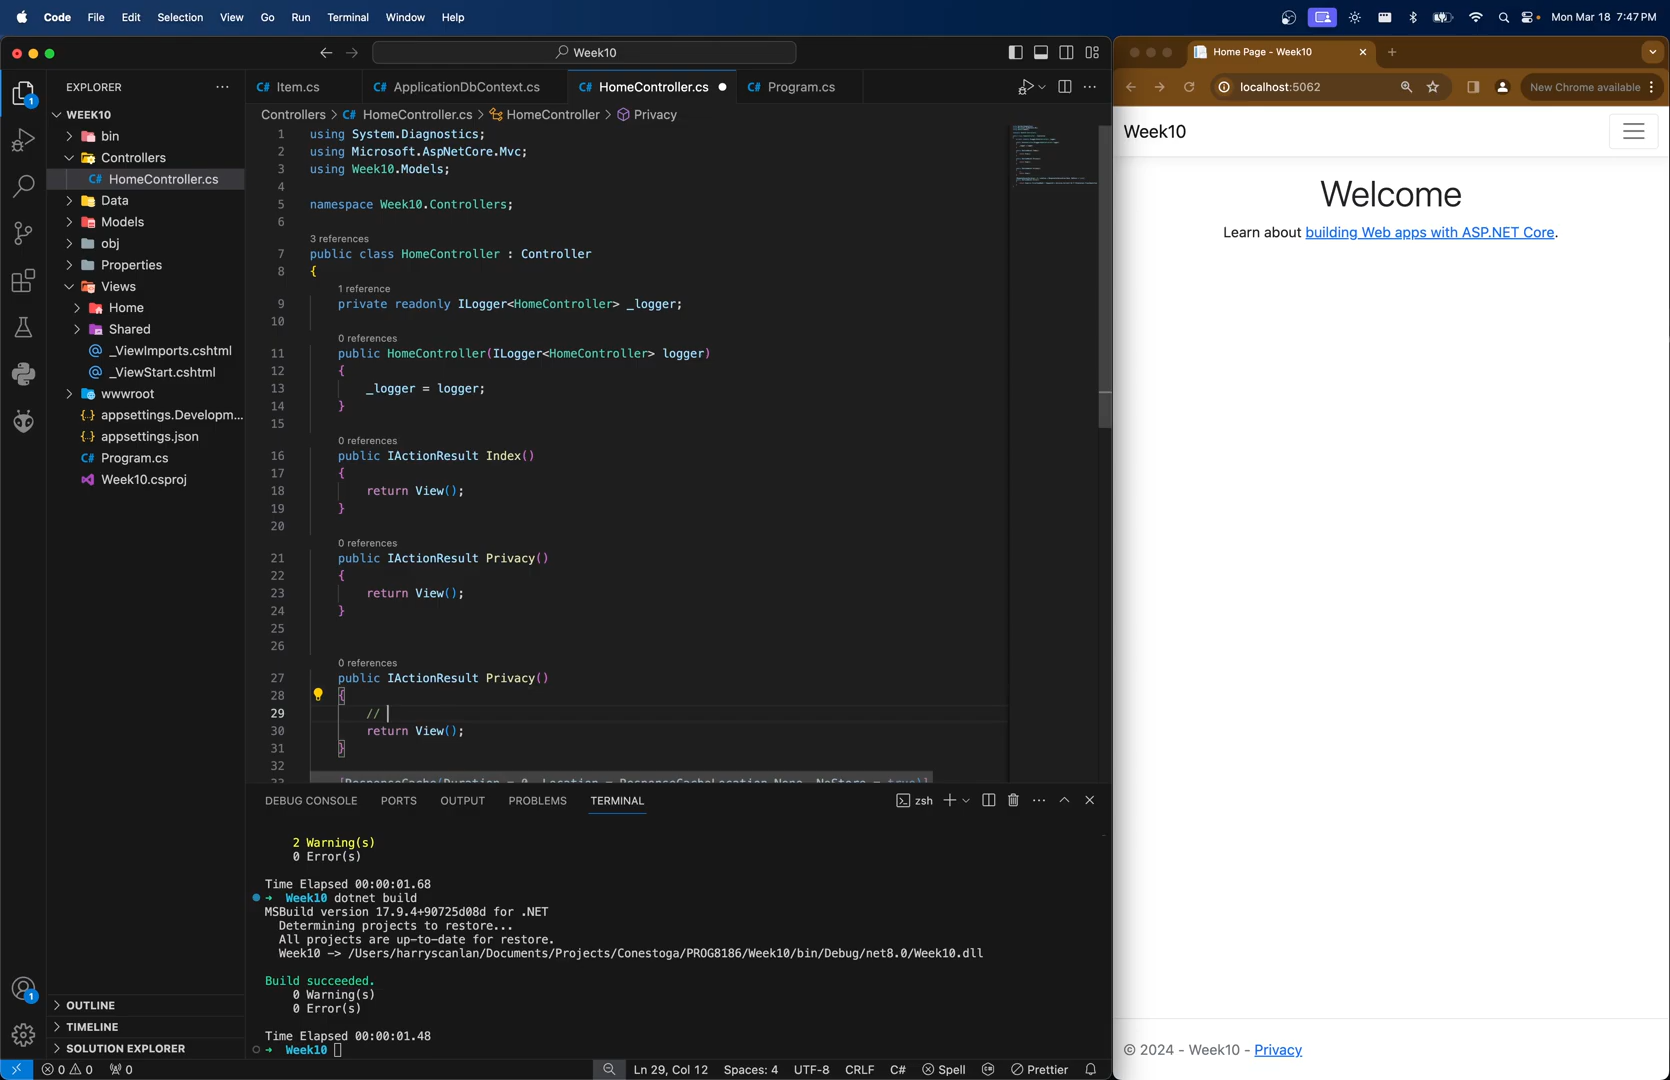 Code File Edit Selection View Go Run Terminal Window Help
Mon Mar 18 7:47 PM
Week10
Home Page - Week10
EXPLORER
Item.cs
ApplicationDbContext.cs
HomeController.cs
Program.cs
localhost:5062
New Chrome available
WEEK10
Controllers > HomeController.cs > HomeController > Privacy
bin
Controllers
HomeController.cs
Data
Models
obj
Properties
Views
Home
Shared
_ViewImports.cshtml
_ViewStart.cshtml
wwwroot
appsettings.Developm...
appsettings.json
Program.cs
Week10.csproj
OUTLINE
TIMELINE
SOLUTION EXPLORER
1 using System.Diagnostics;
2 using Microsoft.AspNetCore.Mvc;
3 using Week10.Models;
4
5 namespace Week10.Controllers;
6
3 references
7 public class HomeController : Controller
8 {
1 reference
9 private readonly ILogger<HomeController> _logger;
10
0 references
11 public HomeController(ILogger<HomeController> logger)
12 {
13 _logger = logger;
14 }
15
0 references
16 public IActionResult Index()
17 {
18 return View();
19 }
20
0 references
21 public IActionResult Privacy()
22 {
23 return View();
24 }
25
26
0 references
27 public IActionResult Privacy()
28 {
29 //
30 return View();
31 }
32
33 [ResponseCache(Duration = 0, Location = ResponseCacheLocation.None, NoStore = true)]
DEBUG CONSOLE PORTS OUTPUT PROBLEMS TERMINAL
zsh
2 Warning(s)
0 Error(s)
Time Elapsed 00:00:01.68
➜ Week10 dotnet build
MSBuild version 17.9.4+90725d08d for .NET
Determining projects to restore...
All projects are up-to-date for restore.
Week10 -> /Users/harryscanlan/Documents/Projects/Conestoga/PROG8186/Week10/bin/Debug/net8.0/Week10.dll
Build succeeded.
0 Warning(s)
0 Error(s)
Time Elapsed 00:00:01.48
➜ Week10
1
1
0 0 0
Ln 29, Col 12 Spaces: 4 UTF-8 CRLF C# Spell Prettier
Week10
Welcome
Learn about building Web apps with ASP.NET Core.
© 2024 - Week10 - Privacy